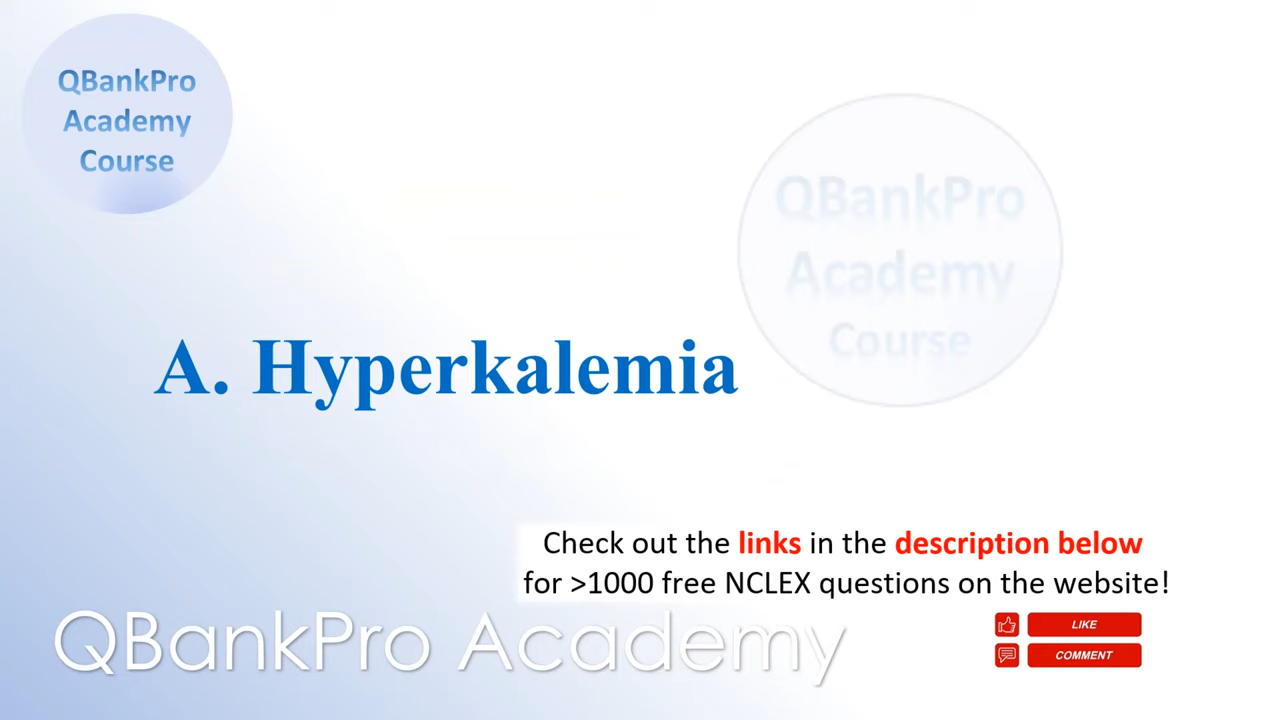 QBankPro
Academy
Course
QBankPro
Academy
Course
A. Hyperkalemia
Check out the links in the description below
for >1000 free NCLEX questions on the website!
QBankPro Academy
LIKE
COMMENT